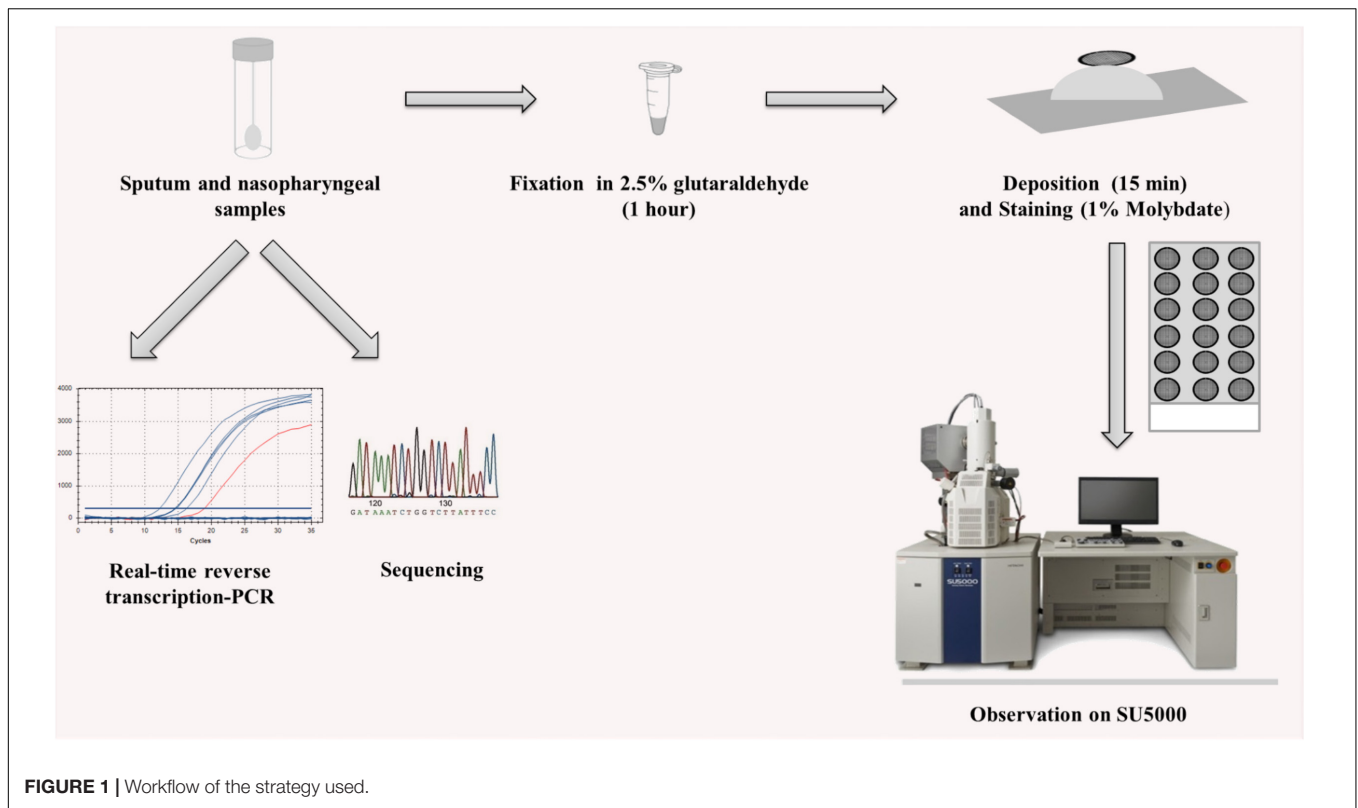 Sputum and nasopharyngeal
samples
Fixation in 2.5% glutaraldehyde
(1 hour)
Deposition (15 min)
and Staining (1% Molybdate)
4000
3000
2000
1000
0
0 5 10 15 20 25 30 35
Cycles
120 130
GATAAATCTGGTCTTATTTCC
Real-time reverse
transcription-PCR
Sequencing
SU5000
Observation on SU5000
FIGURE 1 | Workflow of the strategy used.